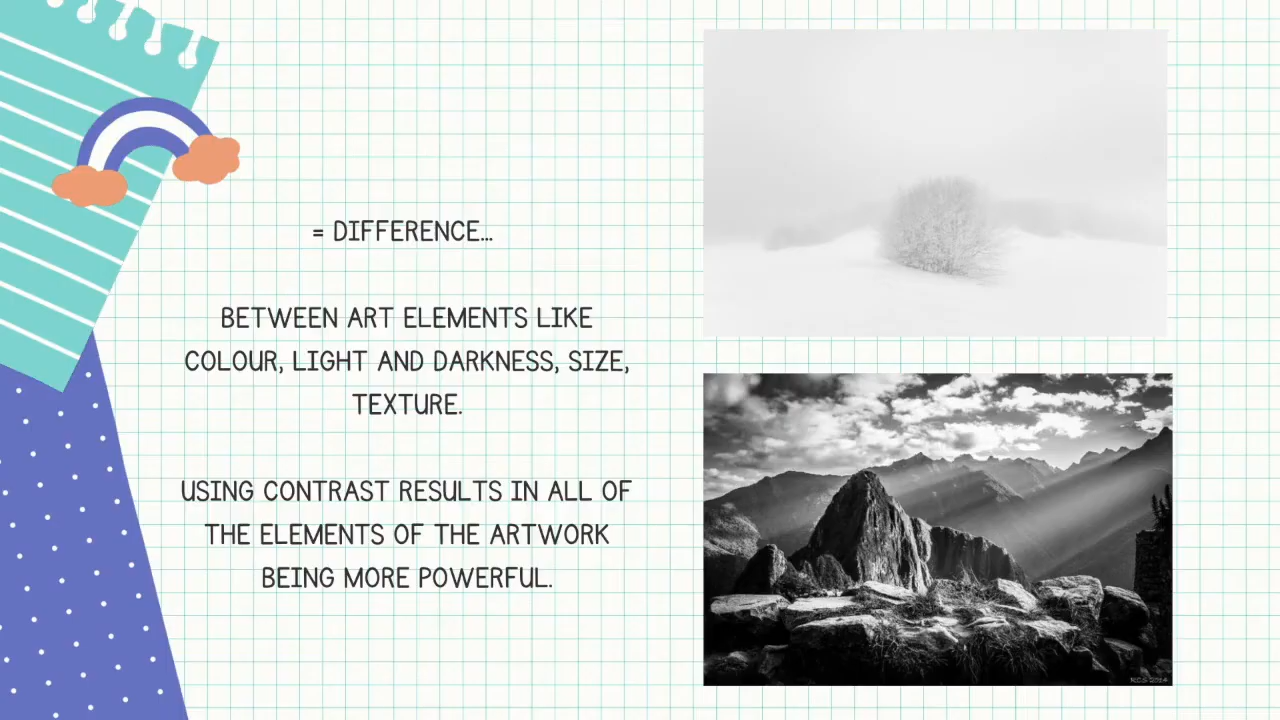 = DIFFERENCE...
BETWEEN ART ELEMENTS LIKE
COLOUR, LIGHT AND DARKNESS, SIZE,
TEXTURE.
USING CONTRAST RESULTS IN ALL OF
THE ELEMENTS OF THE ARTWORK
BEING MORE POWERFUL.